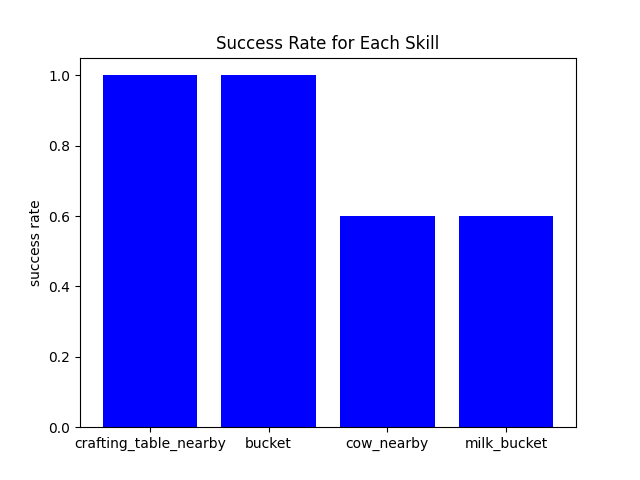 Success Rate for Each Skill
1.0
0.8
0.6
0.4
0.2
0.0
success rate
crafting_table_nearby bucket cow_nearby milk_bucket